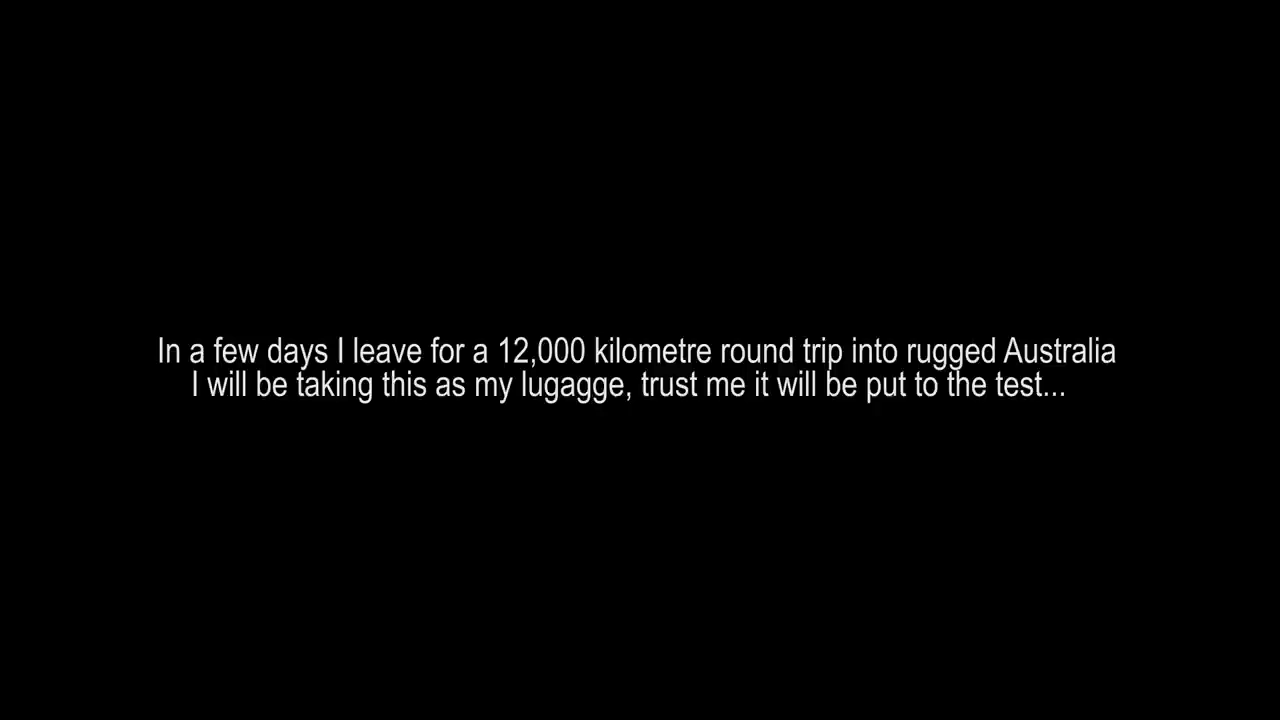 In a few days I leave for a 12,000 kilometre round trip into rugged Australia
I will be taking this as my lugagge, trust me it will be put to the test...